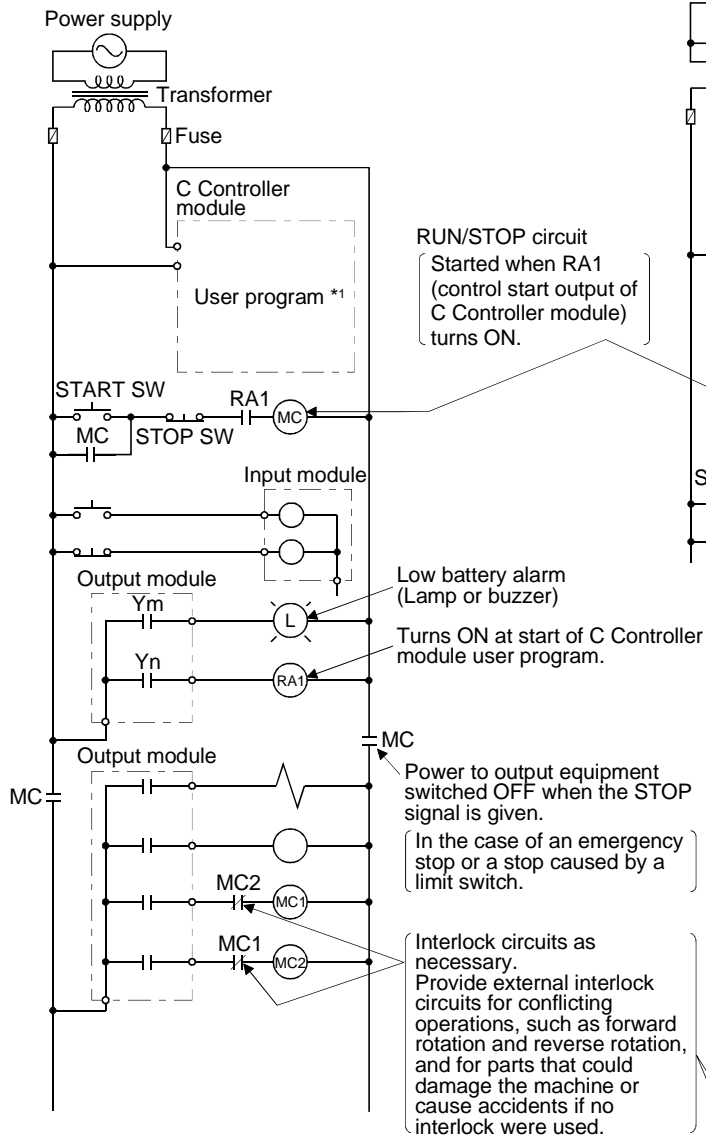 Power supply
Transformer
Fuse
C Controller
module
User program *1
RUN/STOP circuit
Started when RA1
(control start output of
C Controller module)
turns ON.
START SW
RA1
MC
MC
STOP SW
S
Input module
Output module
Ym
L
Low battery alarm
(Lamp or buzzer)
Yn
RA1
Turns ON at start of C Controller
module user program.
MC
Output module
MC
Power to output equipment
switched OFF when the STOP
signal is given.
In the case of an emergency
stop or a stop caused by a
limit switch.
MC2
MC1
MC1
MC2
Interlock circuits as
necessary.
Provide external interlock
circuits for conflicting
operations, such as forward
rotation and reverse rotation,
and for parts that could
damage the machine or
cause accidents if no
interlock were used.